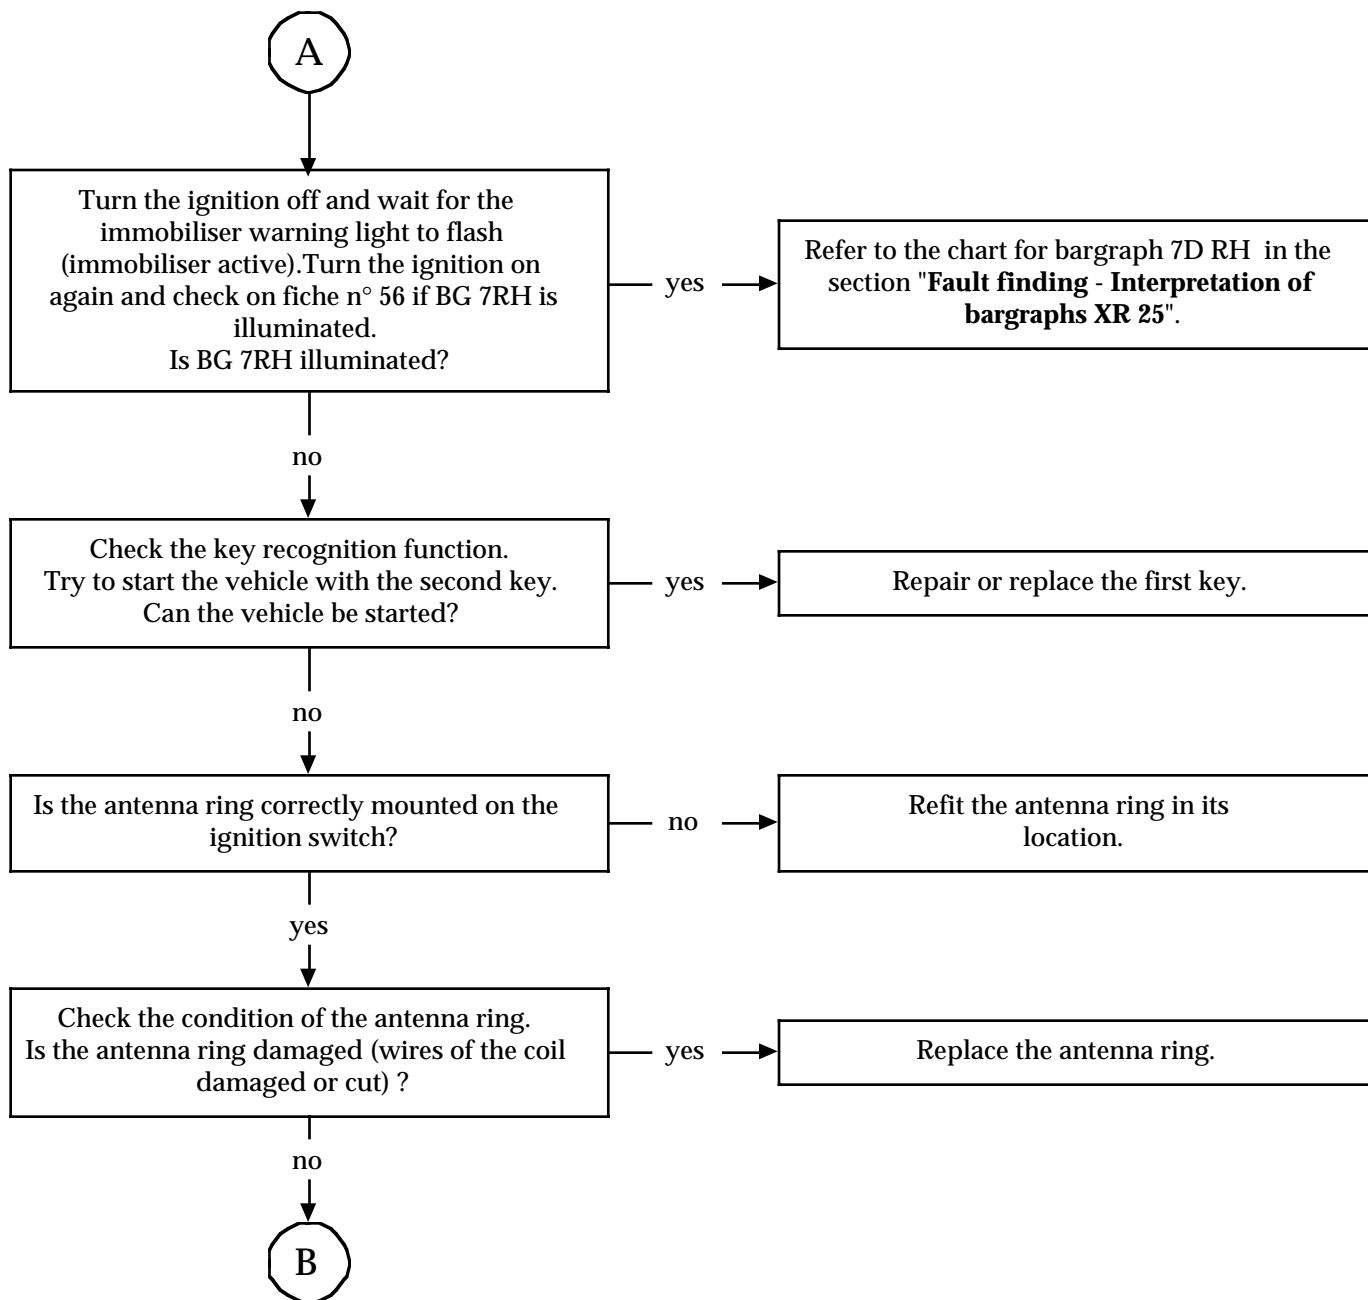 A
Turn the ignition off and wait for the
immobiliser warning light to flash
(immobiliser active).Turn the ignition on
again and check on fiche n° 56 if BG 7RH is
illuminated.
Is BG 7RH illuminated?
yes
Refer to the chart for bargraph 7D RH in the
section "Fault finding - Interpretation of
bargraphs XR 25".
no
Check the key recognition function.
Try to start the vehicle with the second key.
Can the vehicle be started?
yes
Repair or replace the first key.
no
Is the antenna ring correctly mounted on the
ignition switch?
no
Refit the antenna ring in its
location.
yes
Check the condition of the antenna ring.
Is the antenna ring damaged (wires of the coil
damaged or cut) ?
yes
Replace the antenna ring.
no
B